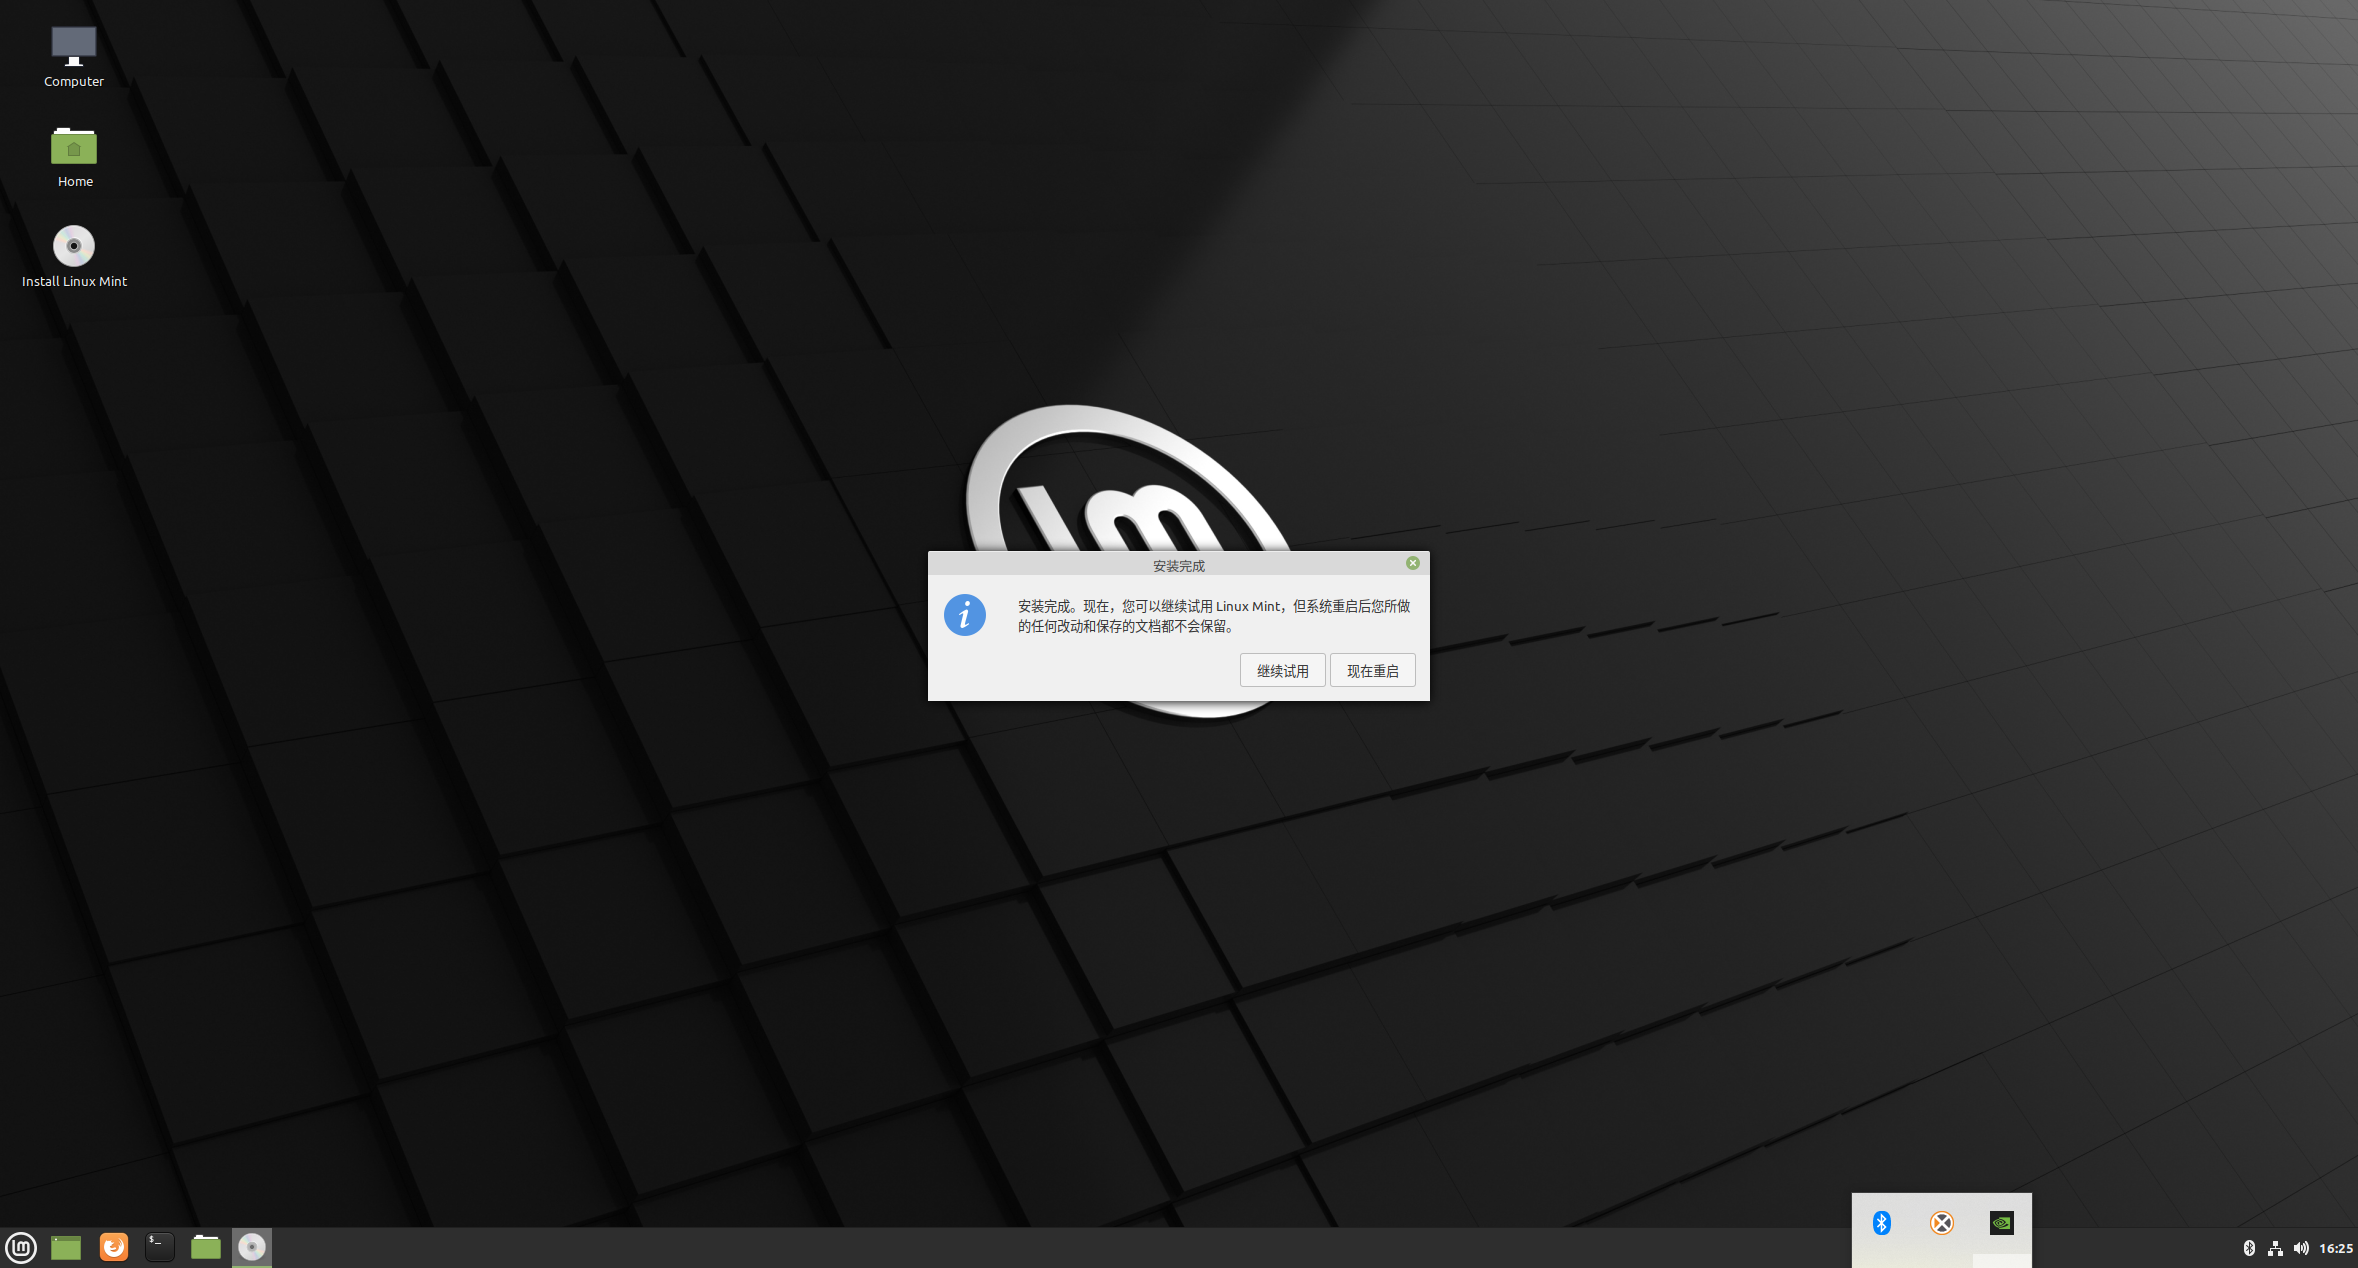 Computer
Home
Install Linux Mint
lm
安装完成
安装完成。现在，您可以继续试用 Linux Mint，但系统重启后您所做
的任何改动和保存的文档都不会保留。
继续试用
现在重启
$_
16:25